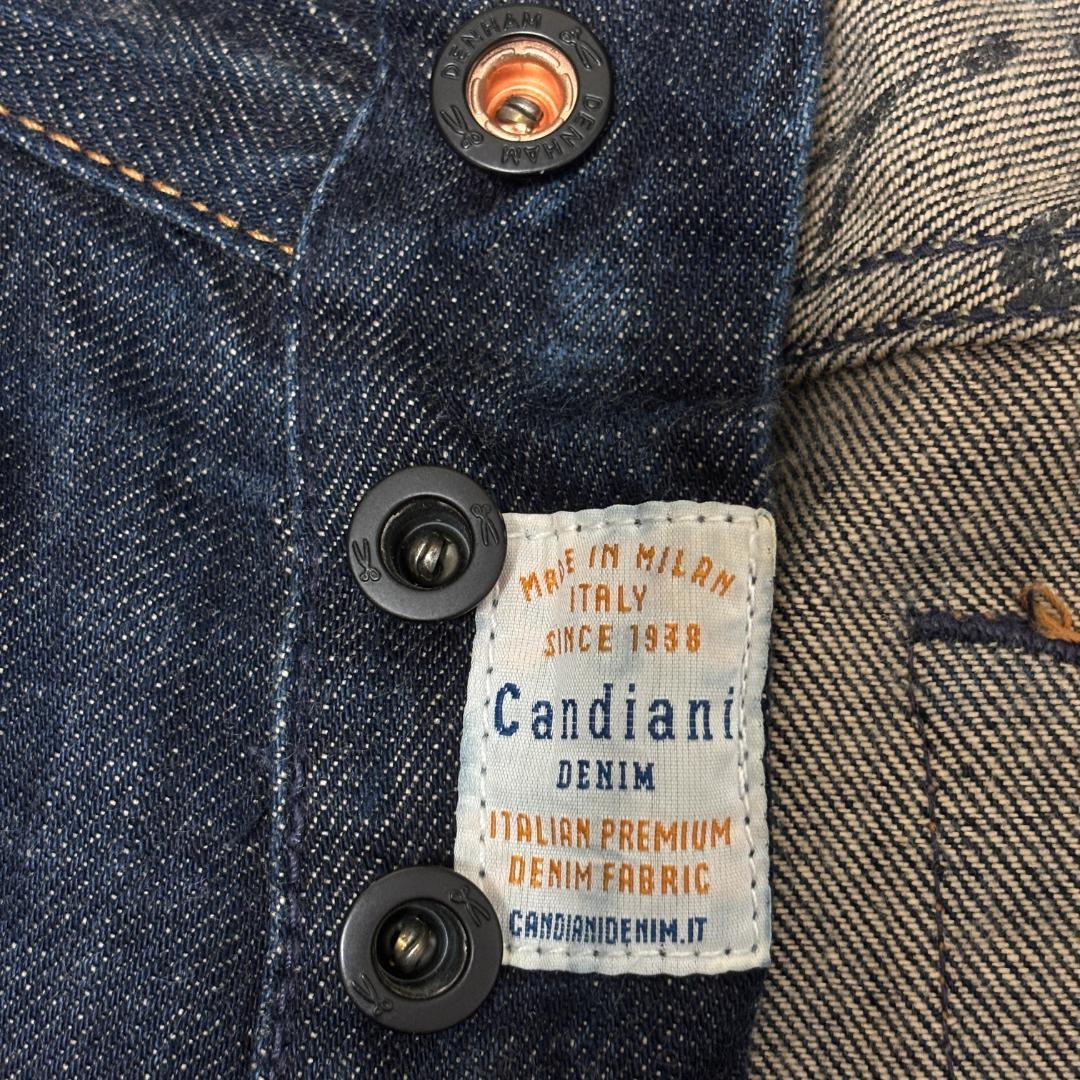 DENHAM
DENHAM
MADE IN MILAN
ITALY
SINCE 1938
Candiani
DENIM
ITALIAN PREMIUM
DENIM FABRIC
CANDIANIDENIM.IT